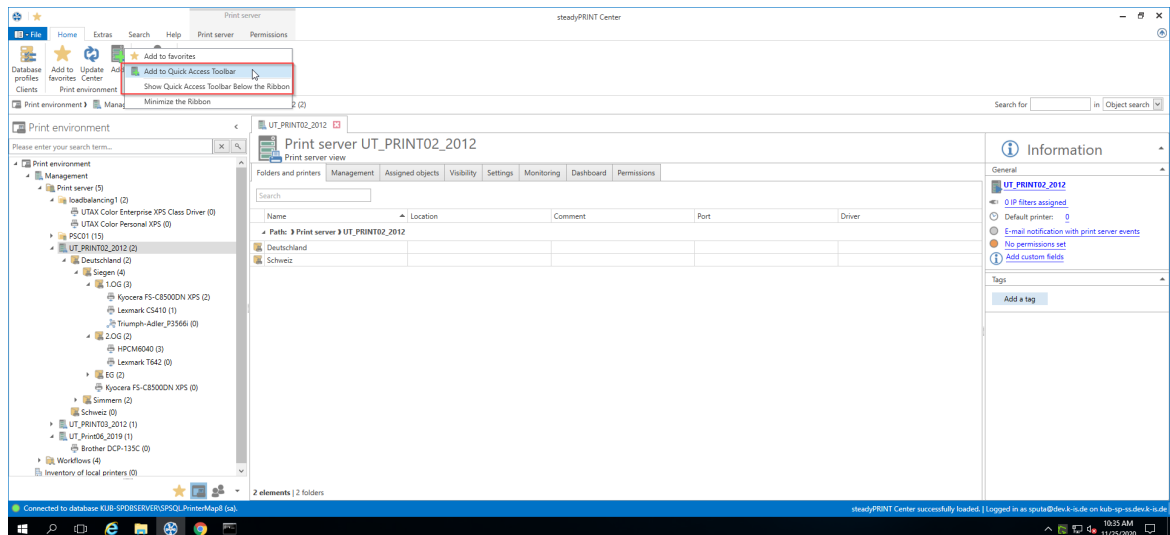 Print server
steadyPRINT Center
File Home Extras Search Help Print server Permissions
Add to favorites
Add to Quick Access Toolbar
Show Quick Access Toolbar Below the Ribbon
Minimize the Ribbon
Database profiles
Add to favorites
Update Center
Clients Print environment
Print environment
2 (2)
Search for in Object search
Print environment
Please enter your search term...
Print environment
Management
Print server (5)
loadbalancing1 (2)
UTAX Color Enterprise XPS Class Driver (0)
UTAX Color Personal XPS (0)
PSC01 (15)
UT_PRINT02_2012 (2)
Deutschland (2)
Siegen (4)
1.OG (3)
Kyocera FS-C8500DN XPS (2)
Lexmark CS410 (1)
Triumph-Adler_P3566i (0)
2.OG (2)
HPCM6040 (3)
Lexmark T642 (0)
EG (2)
Kyocera FS-C8500DN XPS (0)
Simmern (2)
Schweiz (0)
UT_PRINT03_2012 (1)
UT_Print06_2019 (1)
Brother DCP-135C (0)
Workflows (4)
Inventory of local printers (0)
UT_PRINT02_2012
Print server UT_PRINT02_2012
Print server view
Folders and printers Management Assigned objects Visibility Settings Monitoring Dashboard Permissions
Search
Name Location Comment Port Driver
Path: Print server UT_PRINT02_2012
Deutschland
Schweiz
2 elements | 2 folders
Information
General
UT_PRINT02_2012
0 IP filters assigned
Default printer: 0
E-mail notification with print server events
No permissions set
Add custom fields
Tags
Add a tag
Connected to database KUB-SPDBSERVER\SPSQL.PrinterMap8 (sa).
steadyPRINT Center successfully loaded. | Logged in as sputa@dev.k-is.de on kub-sp-ss.dev.k-is.de
10:35 AM
11/25/2020